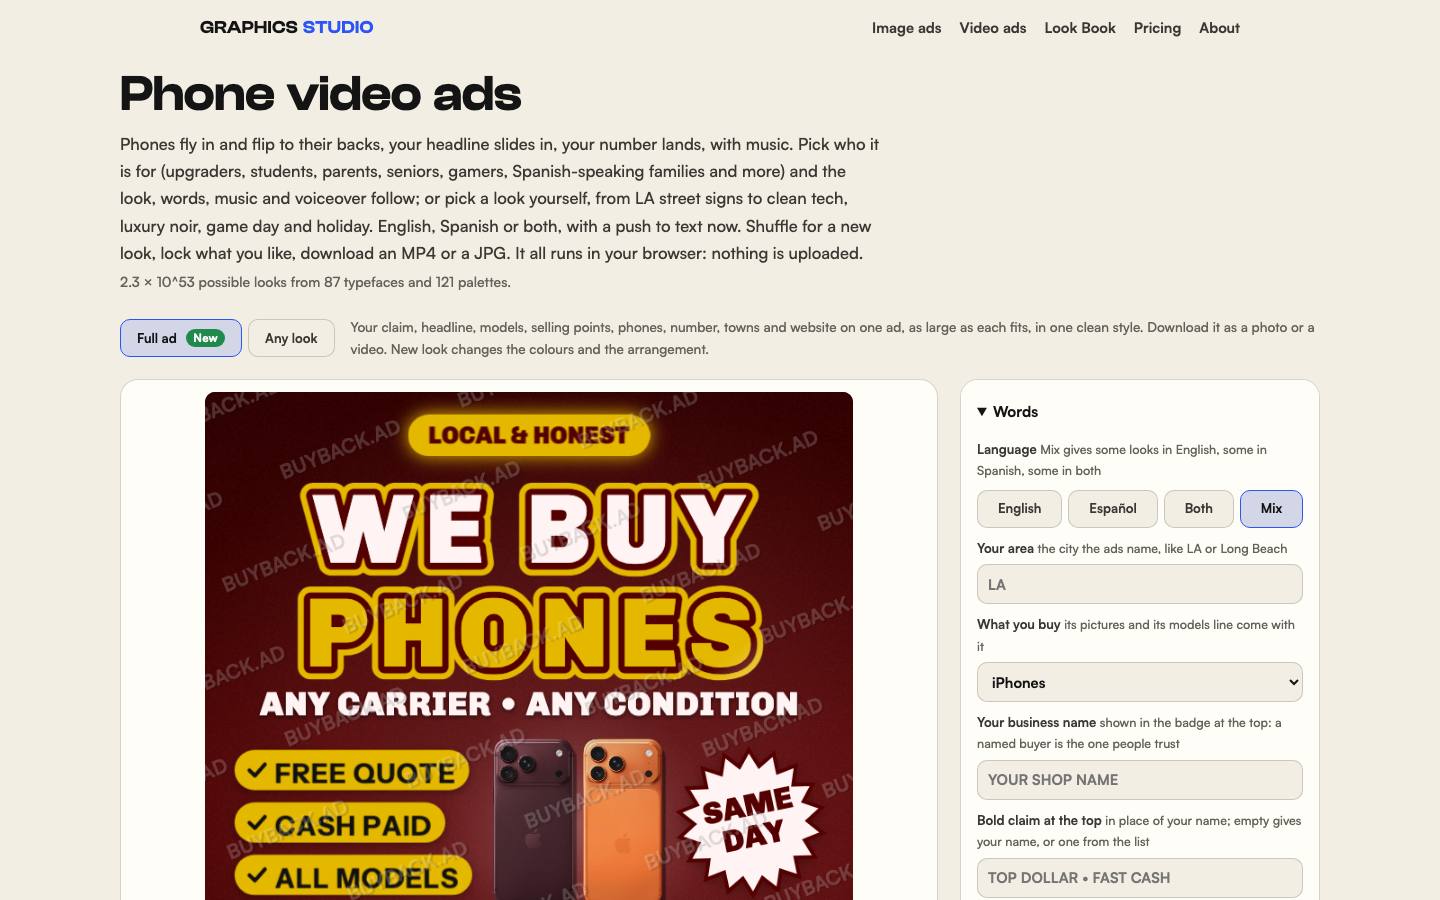 GRAPHICS STUDIO
Image ads
Video ads
Look Book
Pricing
About
Phone video ads
Phones fly in and flip to their backs, your headline slides in, your number lands, with music. Pick who it
is for (upgraders, students, parents, seniors, gamers, Spanish-speaking families and more) and the
look, words, music and voiceover follow; or pick a look yourself, from LA street signs to clean tech,
luxury noir, game day and holiday. English, Spanish or both, with a push to text now. Shuffle for a new
look, lock what you like, download an MP4 or a JPG. It all runs in your browser: nothing is uploaded.
2.3 × 10^53 possible looks from 87 typefaces and 121 palettes.
Full ad New
Any look
Your claim, headline, models, selling points, phones, number, towns and website on one ad, as large as each fits, in one clean style. Download it as a photo or a
video. New look changes the colours and the arrangement.
LOCAL & HONEST
WE BUY
PHONES
ANY CARRIER • ANY CONDITION
FREE QUOTE
CASH PAID
ALL MODELS
SAME
DAY
BUYBACK.AD
Words
Language Mix gives some looks in English, some in
Spanish, some in both
English
Español
Both
Mix
Your area the city the ads name, like LA or Long Beach
LA
What you buy its pictures and its models line come with
it
iPhones
Your business name shown in the badge at the top: a
named buyer is the one people trust
YOUR SHOP NAME
Bold claim at the top in place of your name; empty gives
your name, or one from the list
TOP DOLLAR • FAST CASH